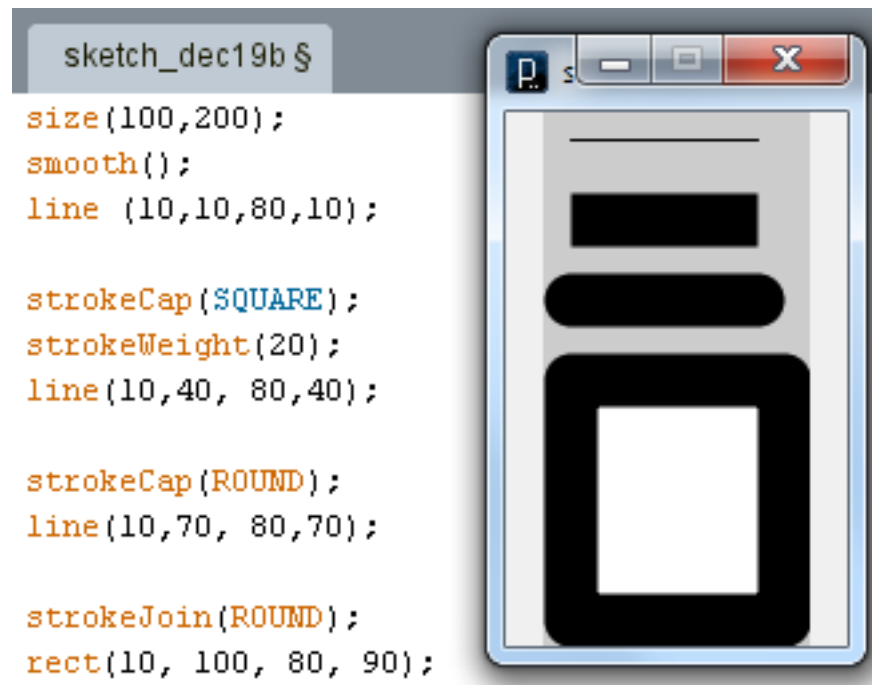 sketch_dec19b §
size(100,200);
smooth();
line (10,10,80,10);
strokeCap(SQUARE);
strokeWeight(20);
line(10,40, 80,40);
strokeCap(ROUND);
line(10,70, 80,70);
strokeJoin(ROUND);
rect(10, 100, 80, 90);